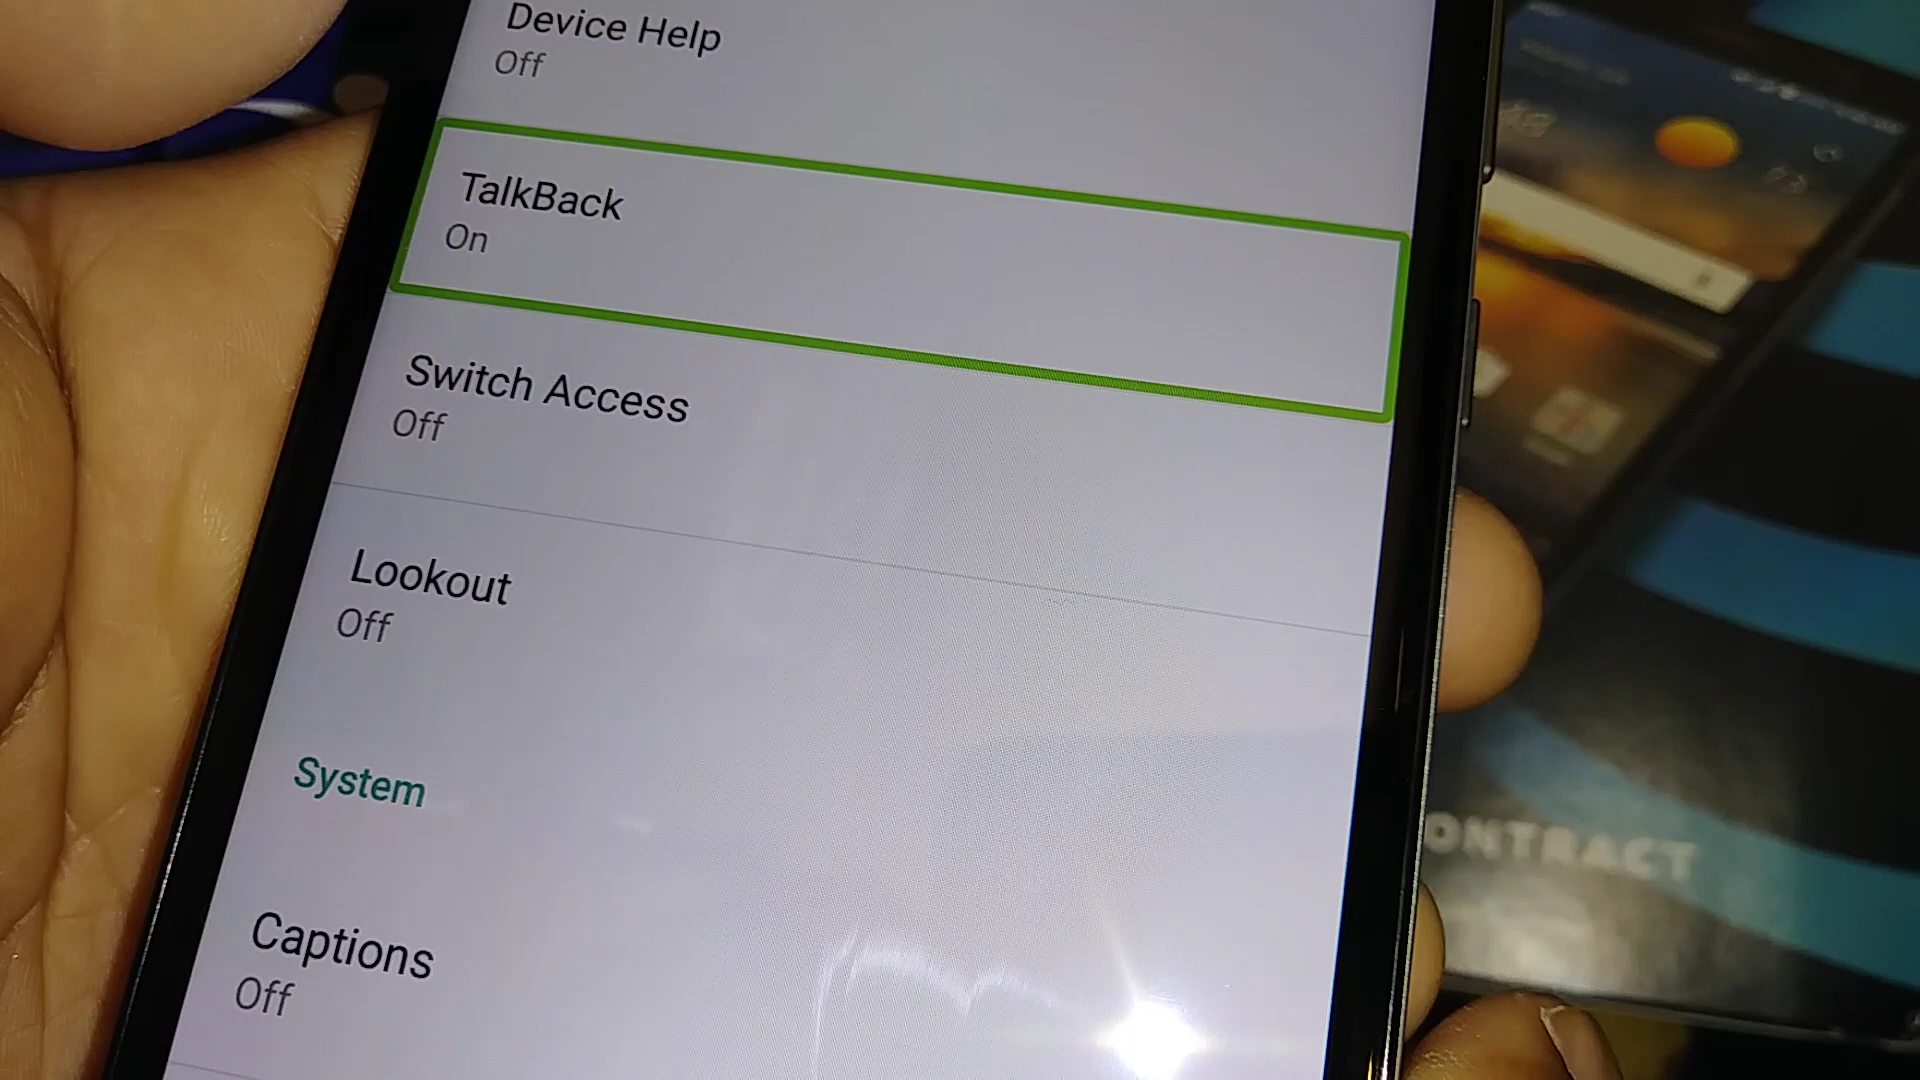 Device Help
Off
TalkBack
On
Switch Access
Off
Lookout
Off
System
Captions
Off
ONTRACT